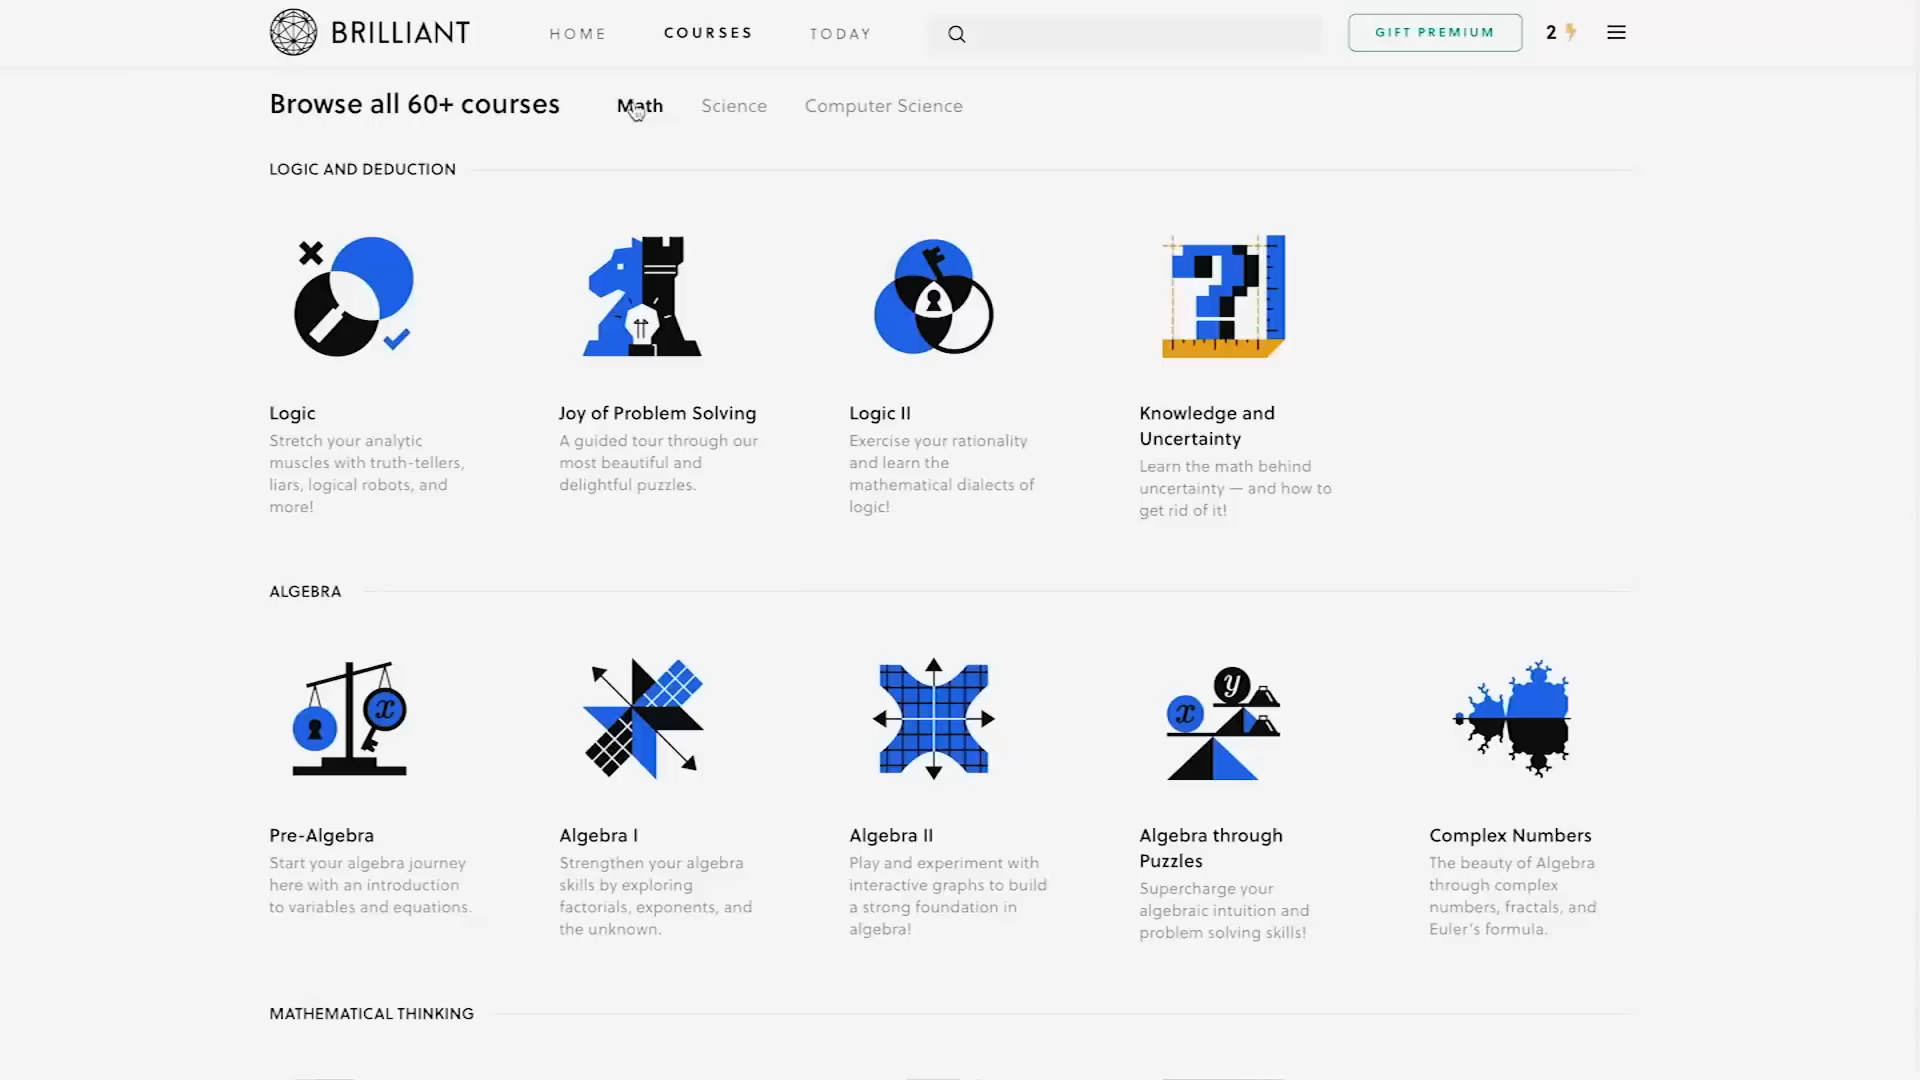 BRILLIANT
HOME
COURSES
TODAY
GIFT PREMIUM
2
Browse all 60+ courses
Math
Science
Computer Science
LOGIC AND DEDUCTION
Logic
Stretch your analytic
muscles with truth-tellers,
liars, logical robots, and
more!
Joy of Problem Solving
A guided tour through our
most beautiful and
delightful puzzles.
Logic II
Exercise your rationality
and learn the
mathematical dialects of
logic!
Knowledge and
Uncertainty
Learn the math behind
uncertainty — and how to
get rid of it!
ALGEBRA
x
y
x
Pre-Algebra
Start your algebra journey
here with an introduction
to variables and equations.
Algebra I
Strengthen your algebra
skills by exploring
factorials, exponents, and
the unknown.
Algebra II
Play and experiment with
interactive graphs to build
a strong foundation in
algebra!
Algebra through
Puzzles
Supercharge your
algebraic intuition and
problem solving skills!
Complex Numbers
The beauty of Algebra
through complex
numbers, fractals, and
Euler's formula.
MATHEMATICAL THINKING